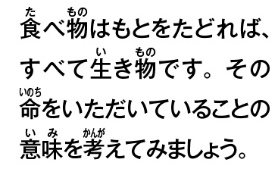 食べ物はもとをたどれば、
すべて生き物です。その
命をいただいていることの
意味を考えてみましょう。